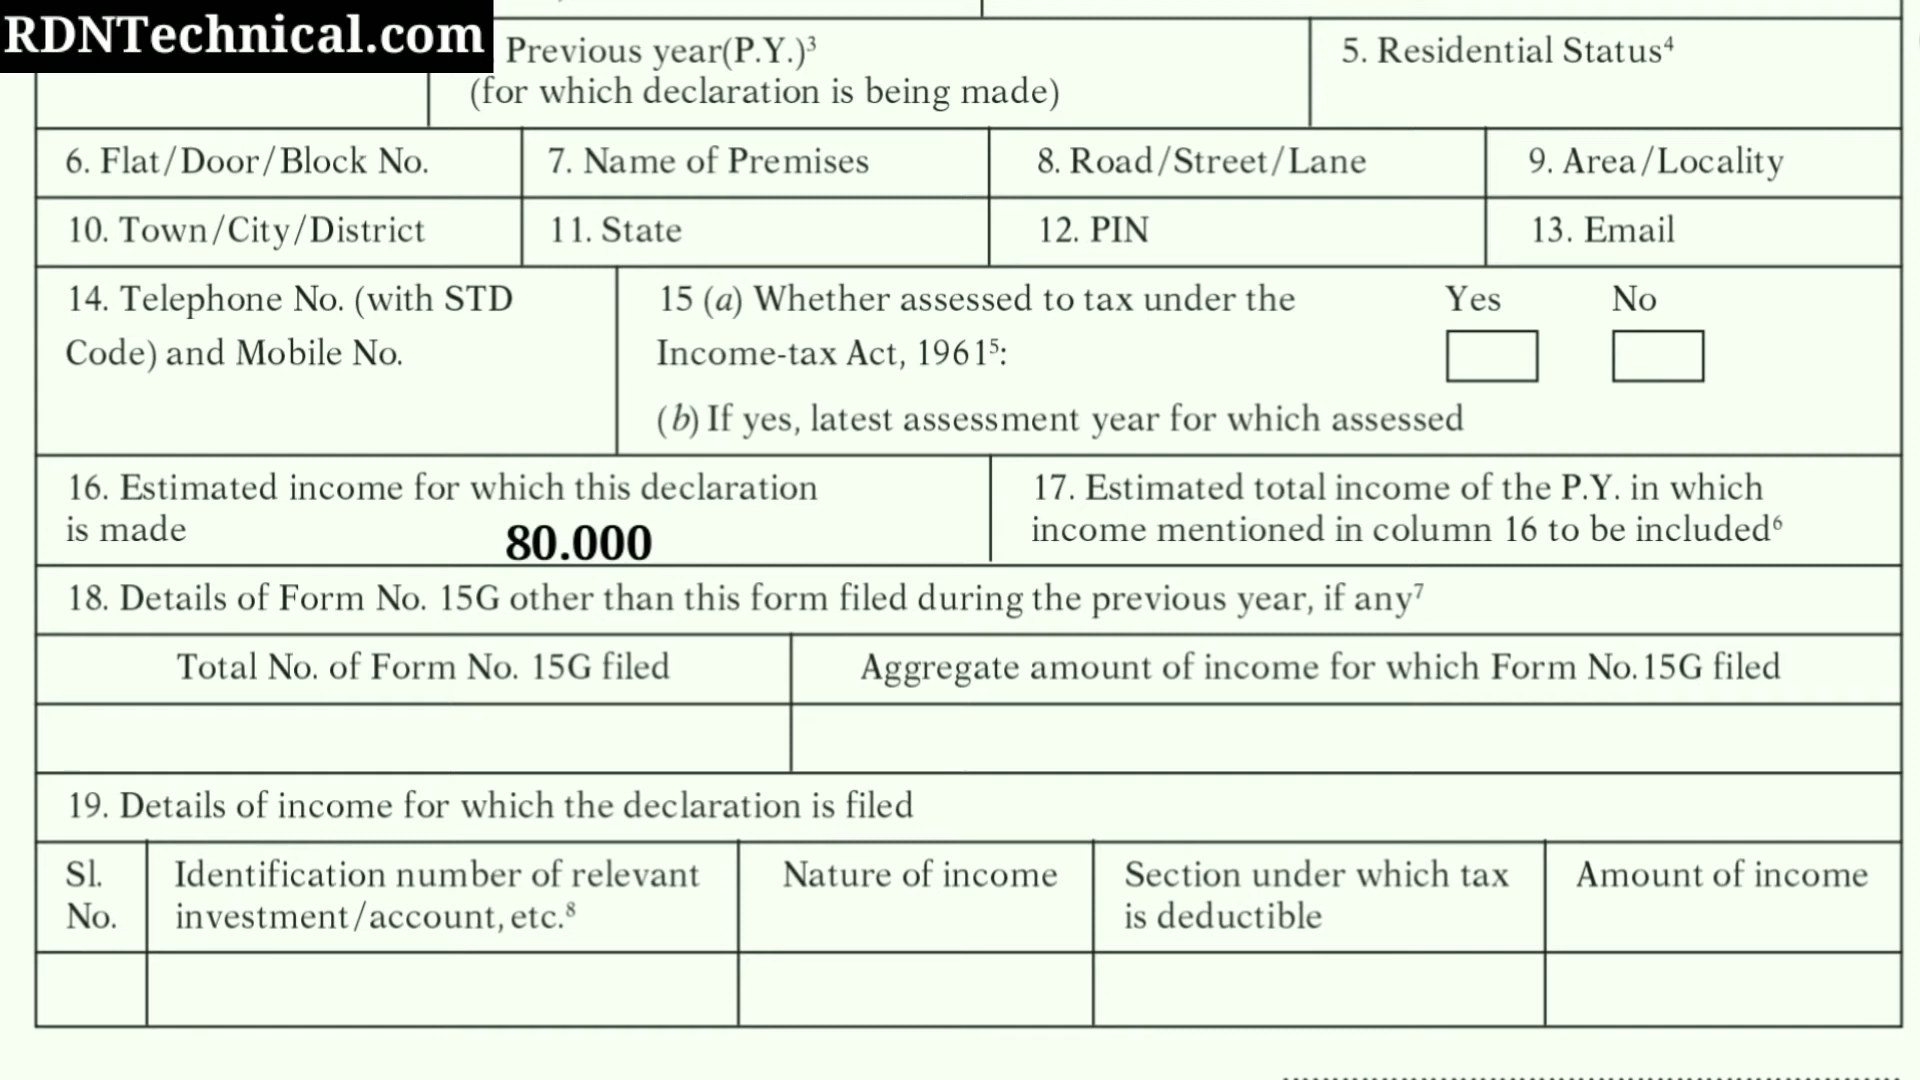 RDNTechnical.com
Previous year(P.Y.)³
(for which declaration is being made)
5. Residential Status⁴
6. Flat/Door/Block No.
7. Name of Premises
8. Road/Street/Lane
9. Area/Locality
10. Town/City/District
11. State
12. PIN
13. Email
14. Telephone No. (with STD
Code) and Mobile No.
15 (a) Whether assessed to tax under the
Income-tax Act, 1961⁵:
Yes
No
(b) If yes, latest assessment year for which assessed
16. Estimated income for which this declaration
is made
80.000
17. Estimated total income of the P.Y. in which
income mentioned in column 16 to be included⁶
18. Details of Form No. 15G other than this form filed during the previous year, if any⁷
Total No. of Form No. 15G filed
Aggregate amount of income for which Form No.15G filed
19. Details of income for which the declaration is filed
Sl.
No.
Identification number of relevant
investment/account, etc.⁸
Nature of income
Section under which tax
is deductible
Amount of income